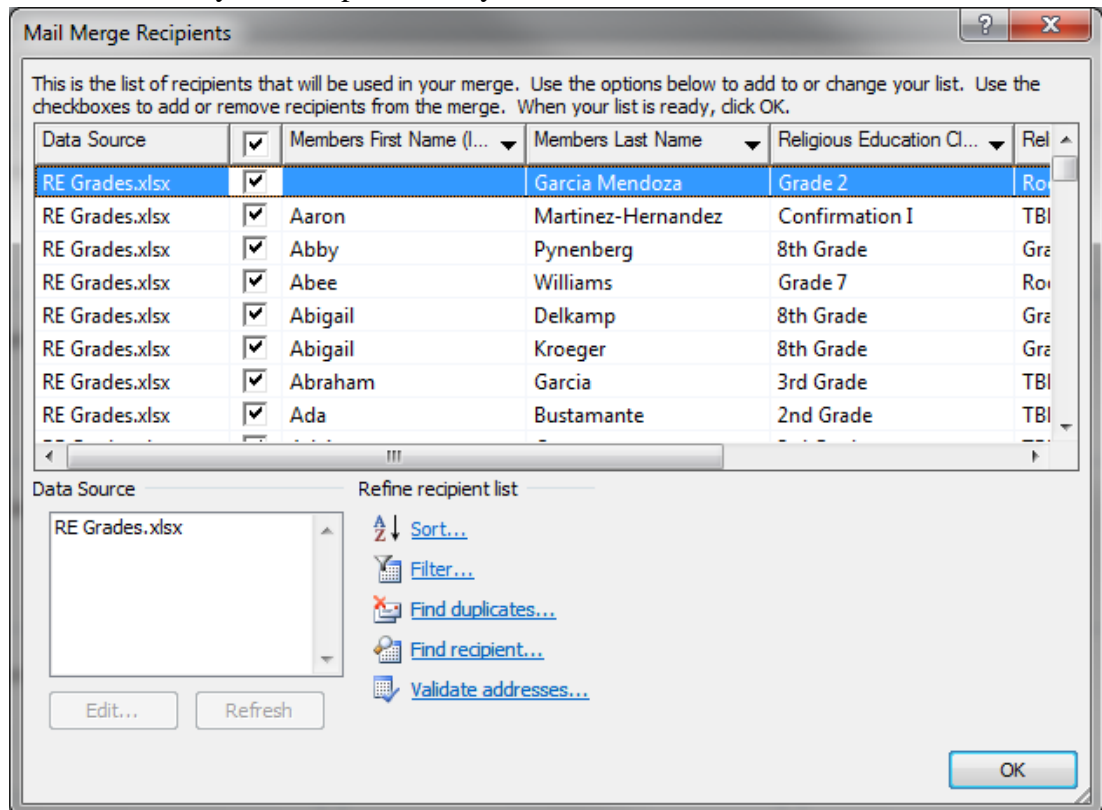 Mail Merge Recipients
This is the list of recipients that will be used in your merge. Use the options below to add to or change your list. Use the
checkboxes to add or remove recipients from the merge. When your list is ready, click OK.
Data Source Members First Name (I... Members Last Name Religious Education Cl... Rel
RE Grades.xlsx Garcia Mendoza Grade 2 Ro
RE Grades.xlsx Aaron Martinez-Hernandez Confirmation I TBI
RE Grades.xlsx Abby Pynenberg 8th Grade Gra
RE Grades.xlsx Abee Williams Grade 7 Ro
RE Grades.xlsx Abigail Delkamp 8th Grade Gra
RE Grades.xlsx Abigail Kroeger 8th Grade Gra
RE Grades.xlsx Abraham Garcia 3rd Grade TBI
RE Grades.xlsx Ada Bustamante 2nd Grade TBI
Data Source Refine recipient list
RE Grades.xlsx
Sort...
Filter...
Find duplicates...
Find recipient...
Validate addresses...
Edit... Refresh
OK